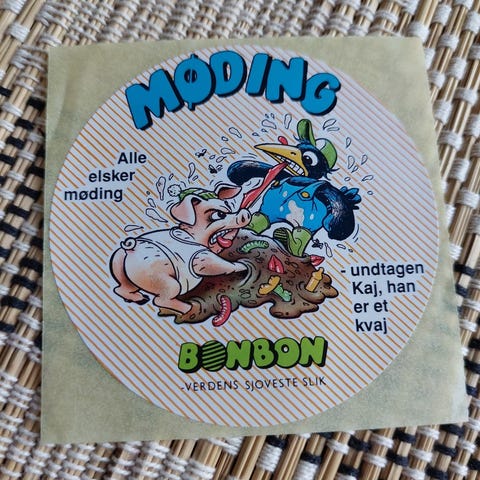 MØDING
Alle
elsker
møding
- undtagen
Kaj, han
er et
kvaj
BONBON
-VERDENS SJOVESTE SLIK